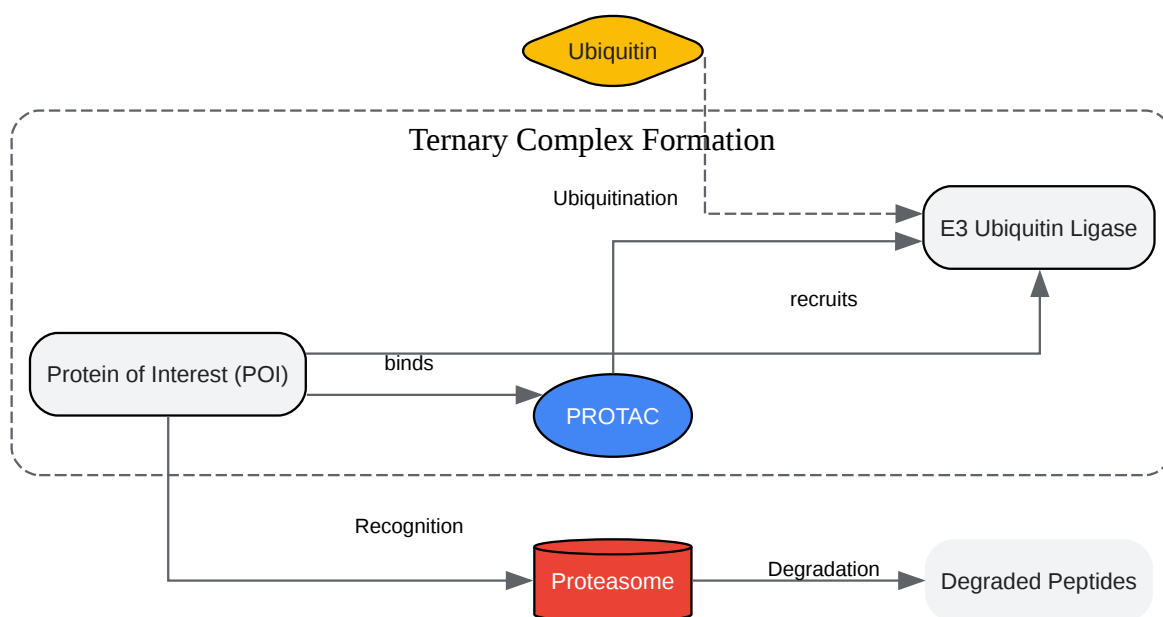 Ubiquitin
Ternary Complex Formation
Ubiquitination
E3 Ubiquitin Ligase
recruits
binds
Protein of Interest (POI)
PROTAC
Recognition
Proteasome
Degradation
Degraded Peptides